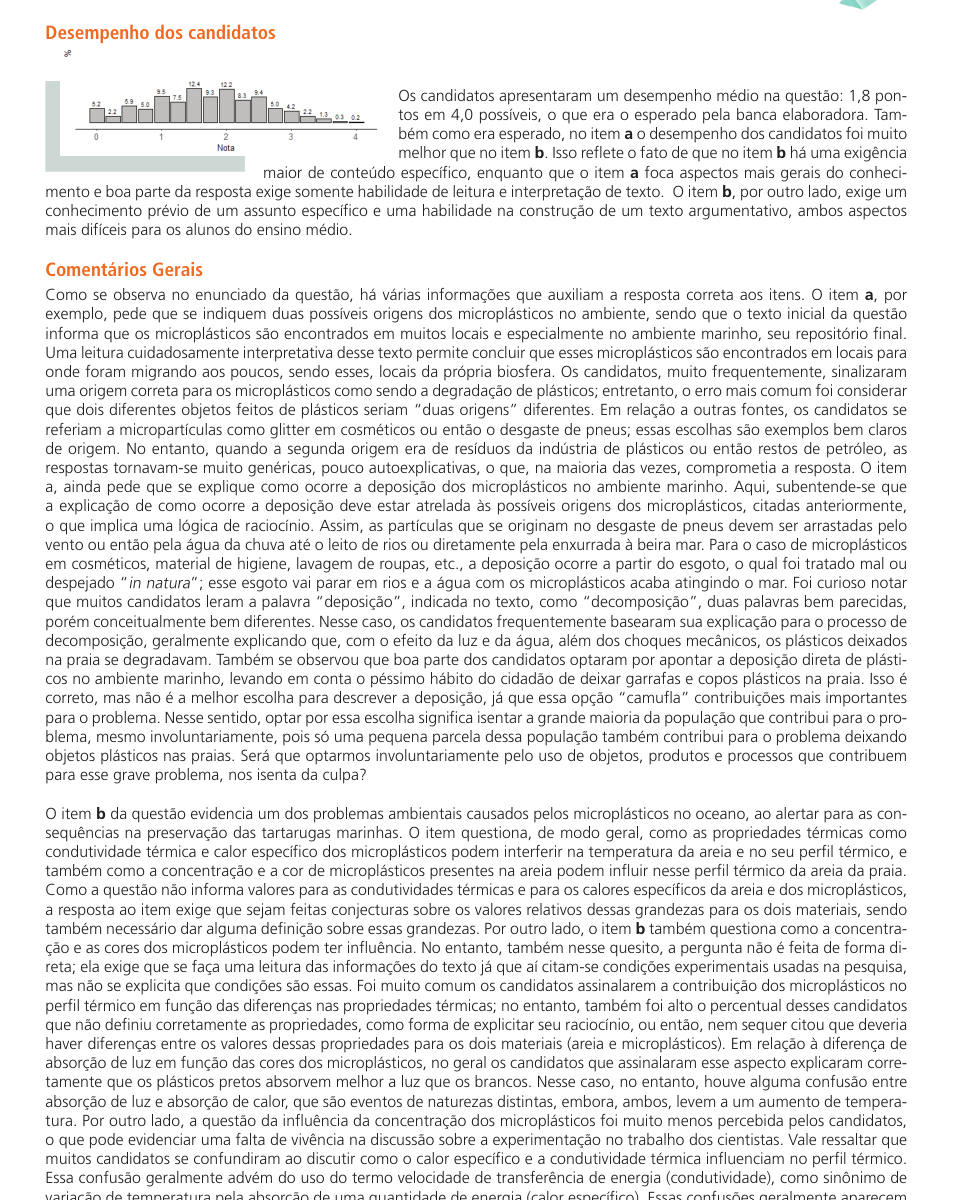 Desempenho dos candidatos
%
5.2 2.2 5.9 5.0 9.5 7.5 12.4 9.3 12.2 8.3 9.4 5.0 4.2 2.2 1.3 0.3 0.2
0 1 2 3 4
Nota
Os candidatos apresentaram um desempenho médio na questão: 1,8 pon-
tos em 4,0 possíveis, o que era o esperado pela banca elaboradora. Tam-
bém como era esperado, no item a o desempenho dos candidatos foi muito
melhor que no item b. Isso reflete o fato de que no item b há uma exigência
maior de conteúdo específico, enquanto que o item a foca aspectos mais gerais do conheci-
mento e boa parte da resposta exige somente habilidade de leitura e interpretação de texto. O item b, por outro lado, exige um
conhecimento prévio de um assunto específico e uma habilidade na construção de um texto argumentativo, ambos aspectos
mais difíceis para os alunos do ensino médio.
Comentários Gerais
Como se observa no enunciado da questão, há várias informações que auxiliam a resposta correta aos itens. O item a, por
exemplo, pede que se indiquem duas possíveis origens dos microplásticos no ambiente, sendo que o texto inicial da questão
informa que os microplásticos são encontrados em muitos locais e especialmente no ambiente marinho, seu repositório final.
Uma leitura cuidadosamente interpretativa desse texto permite concluir que esses microplásticos são encontrados em locais para
onde foram migrando aos poucos, sendo esses, locais da própria biosfera. Os candidatos, muito frequentemente, sinalizaram
uma origem correta para os microplásticos como sendo a degradação de plásticos; entretanto, o erro mais comum foi considerar
que dois diferentes objetos feitos de plásticos seriam “duas origens” diferentes. Em relação a outras fontes, os candidatos se
referiam a micropartículas como glitter em cosméticos ou então o desgaste de pneus; essas escolhas são exemplos bem claros
de origem. No entanto, quando a segunda origem era de resíduos da indústria de plásticos ou então restos de petróleo, as
respostas tornavam-se muito genéricas, pouco autoexplicativas, o que, na maioria das vezes, comprometia a resposta. O item
a, ainda pede que se explique como ocorre a deposição dos microplásticos no ambiente marinho. Aqui, subentende-se que
a explicação de como ocorre a deposição deve estar atrelada às possíveis origens dos microplásticos, citadas anteriormente,
o que implica uma lógica de raciocínio. Assim, as partículas que se originam no desgaste de pneus devem ser arrastadas pelo
vento ou então pela água da chuva até o leito de rios ou diretamente pela enxurrada à beira mar. Para o caso de microplásticos
em cosméticos, material de higiene, lavagem de roupas, etc., a deposição ocorre a partir do esgoto, o qual foi tratado mal ou
despejado “in natura”; esse esgoto vai parar em rios e a água com os microplásticos acaba atingindo o mar. Foi curioso notar
que muitos candidatos leram a palavra “deposição”, indicada no texto, como “decomposição”, duas palavras bem parecidas,
porém conceitualmente bem diferentes. Nesse caso, os candidatos frequentemente basearam sua explicação para o processo de
decomposição, geralmente explicando que, com o efeito da luz e da água, além dos choques mecânicos, os plásticos deixados
na praia se degradavam. Também se observou que boa parte dos candidatos optaram por apontar a deposição direta de plásti-
cos no ambiente marinho, levando em conta o péssimo hábito do cidadão de deixar garrafas e copos plásticos na praia. Isso é
correto, mas não é a melhor escolha para descrever a deposição, já que essa opção “camufla” contribuições mais importantes
para o problema. Nesse sentido, optar por essa escolha significa isentar a grande maioria da população que contribui para o pro-
blema, mesmo involuntariamente, pois só uma pequena parcela dessa população também contribui para o problema deixando
objetos plásticos nas praias. Será que optarmos involuntariamente pelo uso de objetos, produtos e processos que contribuem
para esse grave problema, nos isenta da culpa?
O item b da questão evidencia um dos problemas ambientais causados pelos microplásticos no oceano, ao alertar para as con-
sequências na preservação das tartarugas marinhas. O item questiona, de modo geral, como as propriedades térmicas como
condutividade térmica e calor específico dos microplásticos podem interferir na temperatura da areia e no seu perfil térmico, e
também como a concentração e a cor de microplásticos presentes na areia podem influir nesse perfil térmico da areia da praia.
Como a questão não informa valores para as condutividades térmicas e para os calores específicos da areia e dos microplásticos,
a resposta ao item exige que sejam feitas conjecturas sobre os valores relativos dessas grandezas para os dois materiais, sendo
também necessário dar alguma definição sobre essas grandezas. Por outro lado, o item b também questiona como a concentra-
ção e as cores dos microplásticos podem ter influência. No entanto, também nesse quesito, a pergunta não é feita de forma di-
reta; ela exige que se faça uma leitura das informações do texto já que aí citam-se condições experimentais usadas na pesquisa,
mas não se explicita que condições são essas. Foi muito comum os candidatos assinalarem a contribuição dos microplásticos no
perfil térmico em função das diferenças nas propriedades térmicas; no entanto, também foi alto o percentual desses candidatos
que não definiu corretamente as propriedades, como forma de explicitar seu raciocínio, ou então, nem sequer citou que deveria
haver diferenças entre os valores dessas propriedades para os dois materiais (areia e microplásticos). Em relação à diferença de
absorção de luz em função das cores dos microplásticos, no geral os candidatos que assinalaram esse aspecto explicaram corre-
tamente que os plásticos pretos absorvem melhor a luz que os brancos. Nesse caso, no entanto, houve alguma confusão entre
absorção de luz e absorção de calor, que são eventos de naturezas distintas, embora, ambos, levem a um aumento de tempera-
tura. Por outro lado, a questão da influência da concentração dos microplásticos foi muito menos percebida pelos candidatos,
o que pode evidenciar uma falta de vivência na discussão sobre a experimentação no trabalho dos cientistas. Vale ressaltar que
muitos candidatos se confundiram ao discutir como o calor específico e a condutividade térmica influenciam no perfil térmico.
Essa confusão geralmente advém do uso do termo velocidade de transferência de energia (condutividade), como sinônimo de
variação de temperatura pela absorção de uma quantidade de energia (calor específico). Essas confusões geralmente aparecem